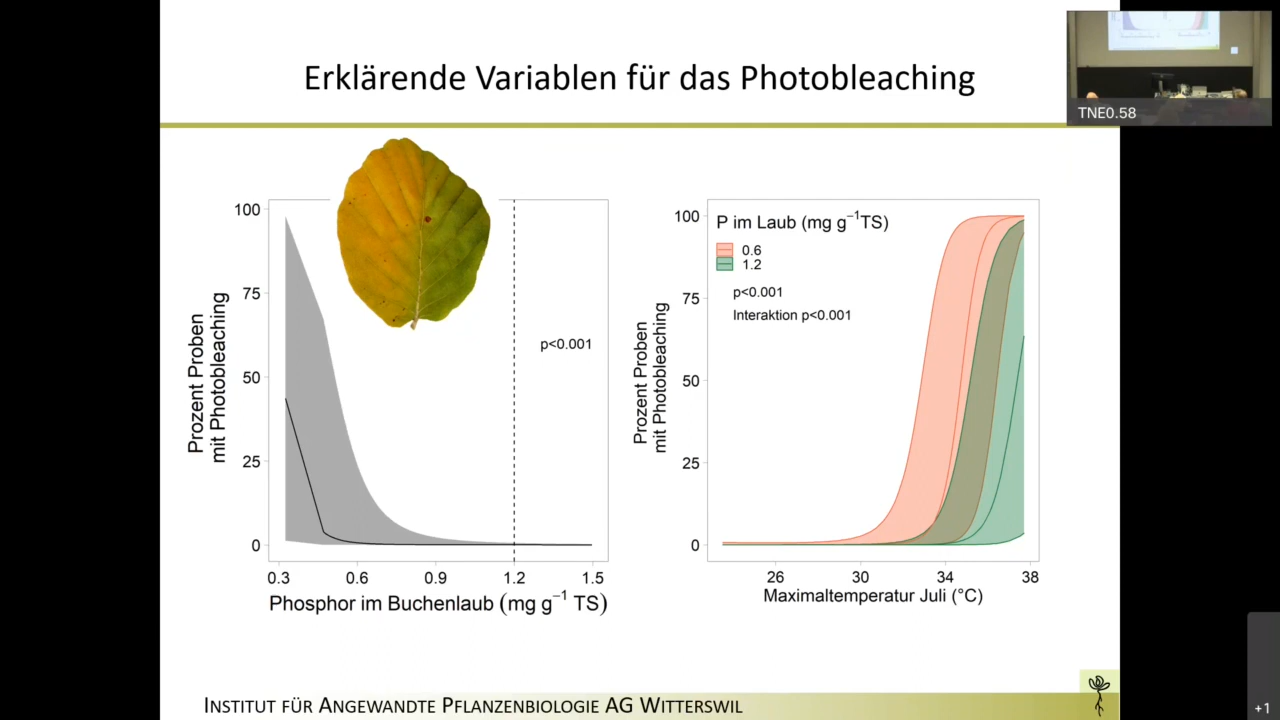 Erklärende Variablen für das Photobleaching
TNE0.58
100
75
50
25
0
Prozent Proben
mit Photobleaching
p<0.001
0.3 0.6 0.9 1.2 1.5
Phosphor im Buchenlaub (mg g⁻¹ TS)
100
75
50
25
0
Prozent Proben
mit Photobleaching
P im Laub (mg g⁻¹TS)
0.6
1.2
p<0.001
Interaktion p<0.001
26 30 34 38
Maximaltemperatur Juli (°C)
INSTITUT FÜR ANGEWANDTE PFLANZENBIOLOGIE AG WITTERSWIL
+1